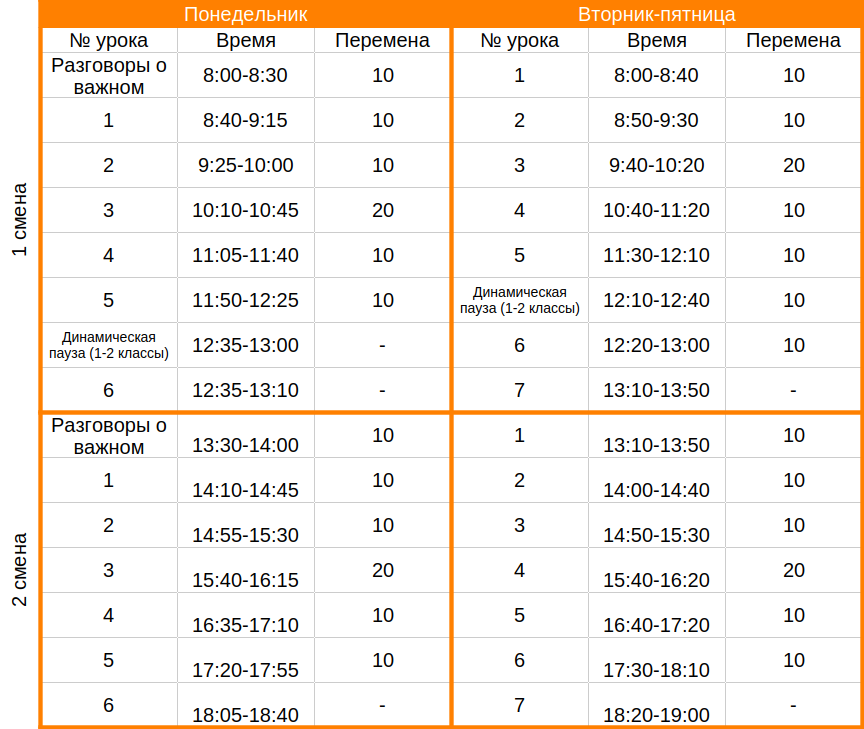 Понедельник Вторник-пятница
№ урока Время Перемена № урока Время Перемена
1 смена
Разговоры о
важном 8:00-8:30 10 1 8:00-8:40 10
1 8:40-9:15 10 2 8:50-9:30 10
2 9:25-10:00 10 3 9:40-10:20 20
3 10:10-10:45 20 4 10:40-11:20 10
4 11:05-11:40 10 5 11:30-12:10 10
5 11:50-12:25 10 Динамическая
пауза (1-2 классы) 12:10-12:40 10
Динамическая
пауза (1-2 классы) 12:35-13:00 - 6 12:20-13:00 10
6 12:35-13:10 - 7 13:10-13:50 -
2 смена
Разговоры о
важном 13:30-14:00 10 1 13:10-13:50 10
1 14:10-14:45 10 2 14:00-14:40 10
2 14:55-15:30 10 3 14:50-15:30 10
3 15:40-16:15 20 4 15:40-16:20 20
4 16:35-17:10 10 5 16:40-17:20 10
5 17:20-17:55 10 6 17:30-18:10 10
6 18:05-18:40 - 7 18:20-19:00 -